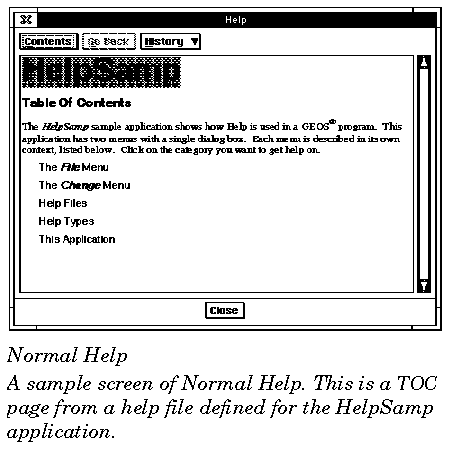 Help
Contents Go Back History
HelpSamp
Table Of Contents
The HelpSamp sample application shows how Help is used in a GEOS® program. This
application has two menus with a single dialog box. Each menu is described in its own
context, listed below. Click on the category you want to get help on.
The File Menu
The Change Menu
Help Files
Help Types
This Application
Close
Normal Help
A sample screen of Normal Help. This is a TOC
page from a help file defined for the HelpSamp
application.